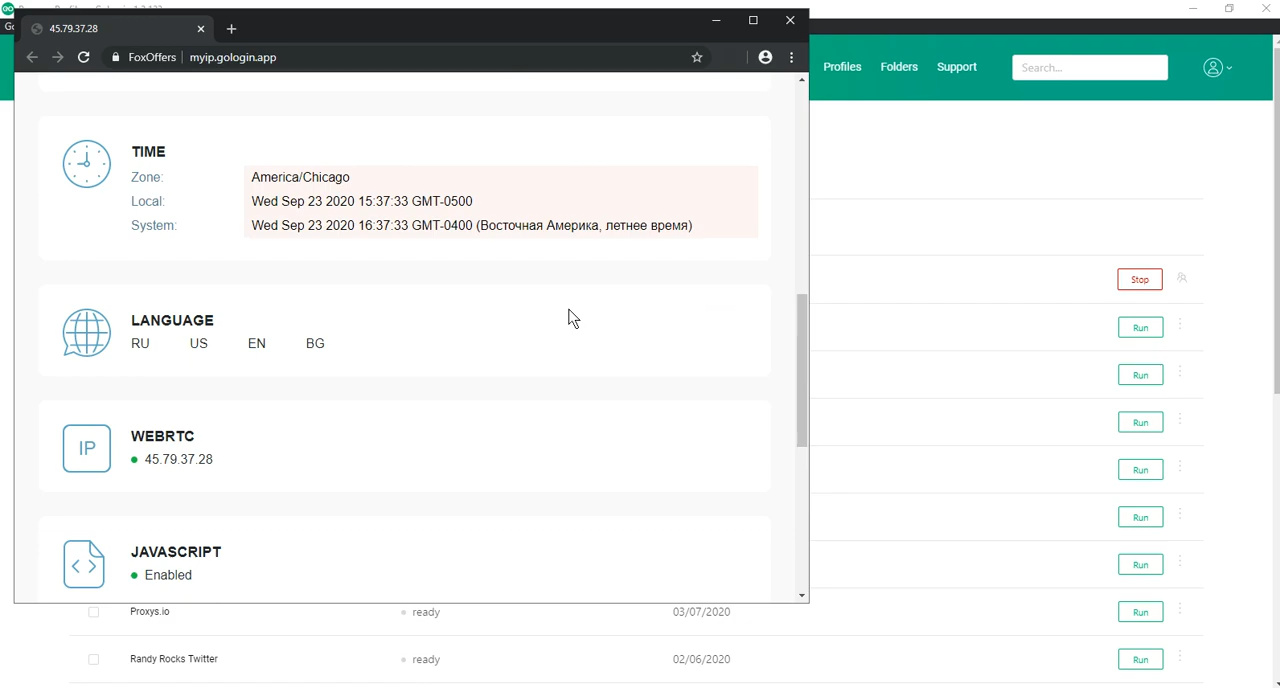 45.79.37.28
FoxOffers
myip.gologin.app
Profiles
Folders
Support
Search...
TIME
Zone:
America/Chicago
Local:
Wed Sep 23 2020 15:37:33 GMT-0500
System:
Wed Sep 23 2020 16:37:33 GMT-0400 (Восточная Америка, летнее время)
Stop
LANGUAGE
RU US EN BG
Run
Run
Run
IP
WEBRTC
45.79.37.28
Run
Run
JAVASCRIPT
Enabled
Run
Proxys.io
ready
03/07/2020
Run
Randy Rocks Twitter
ready
02/06/2020
Run